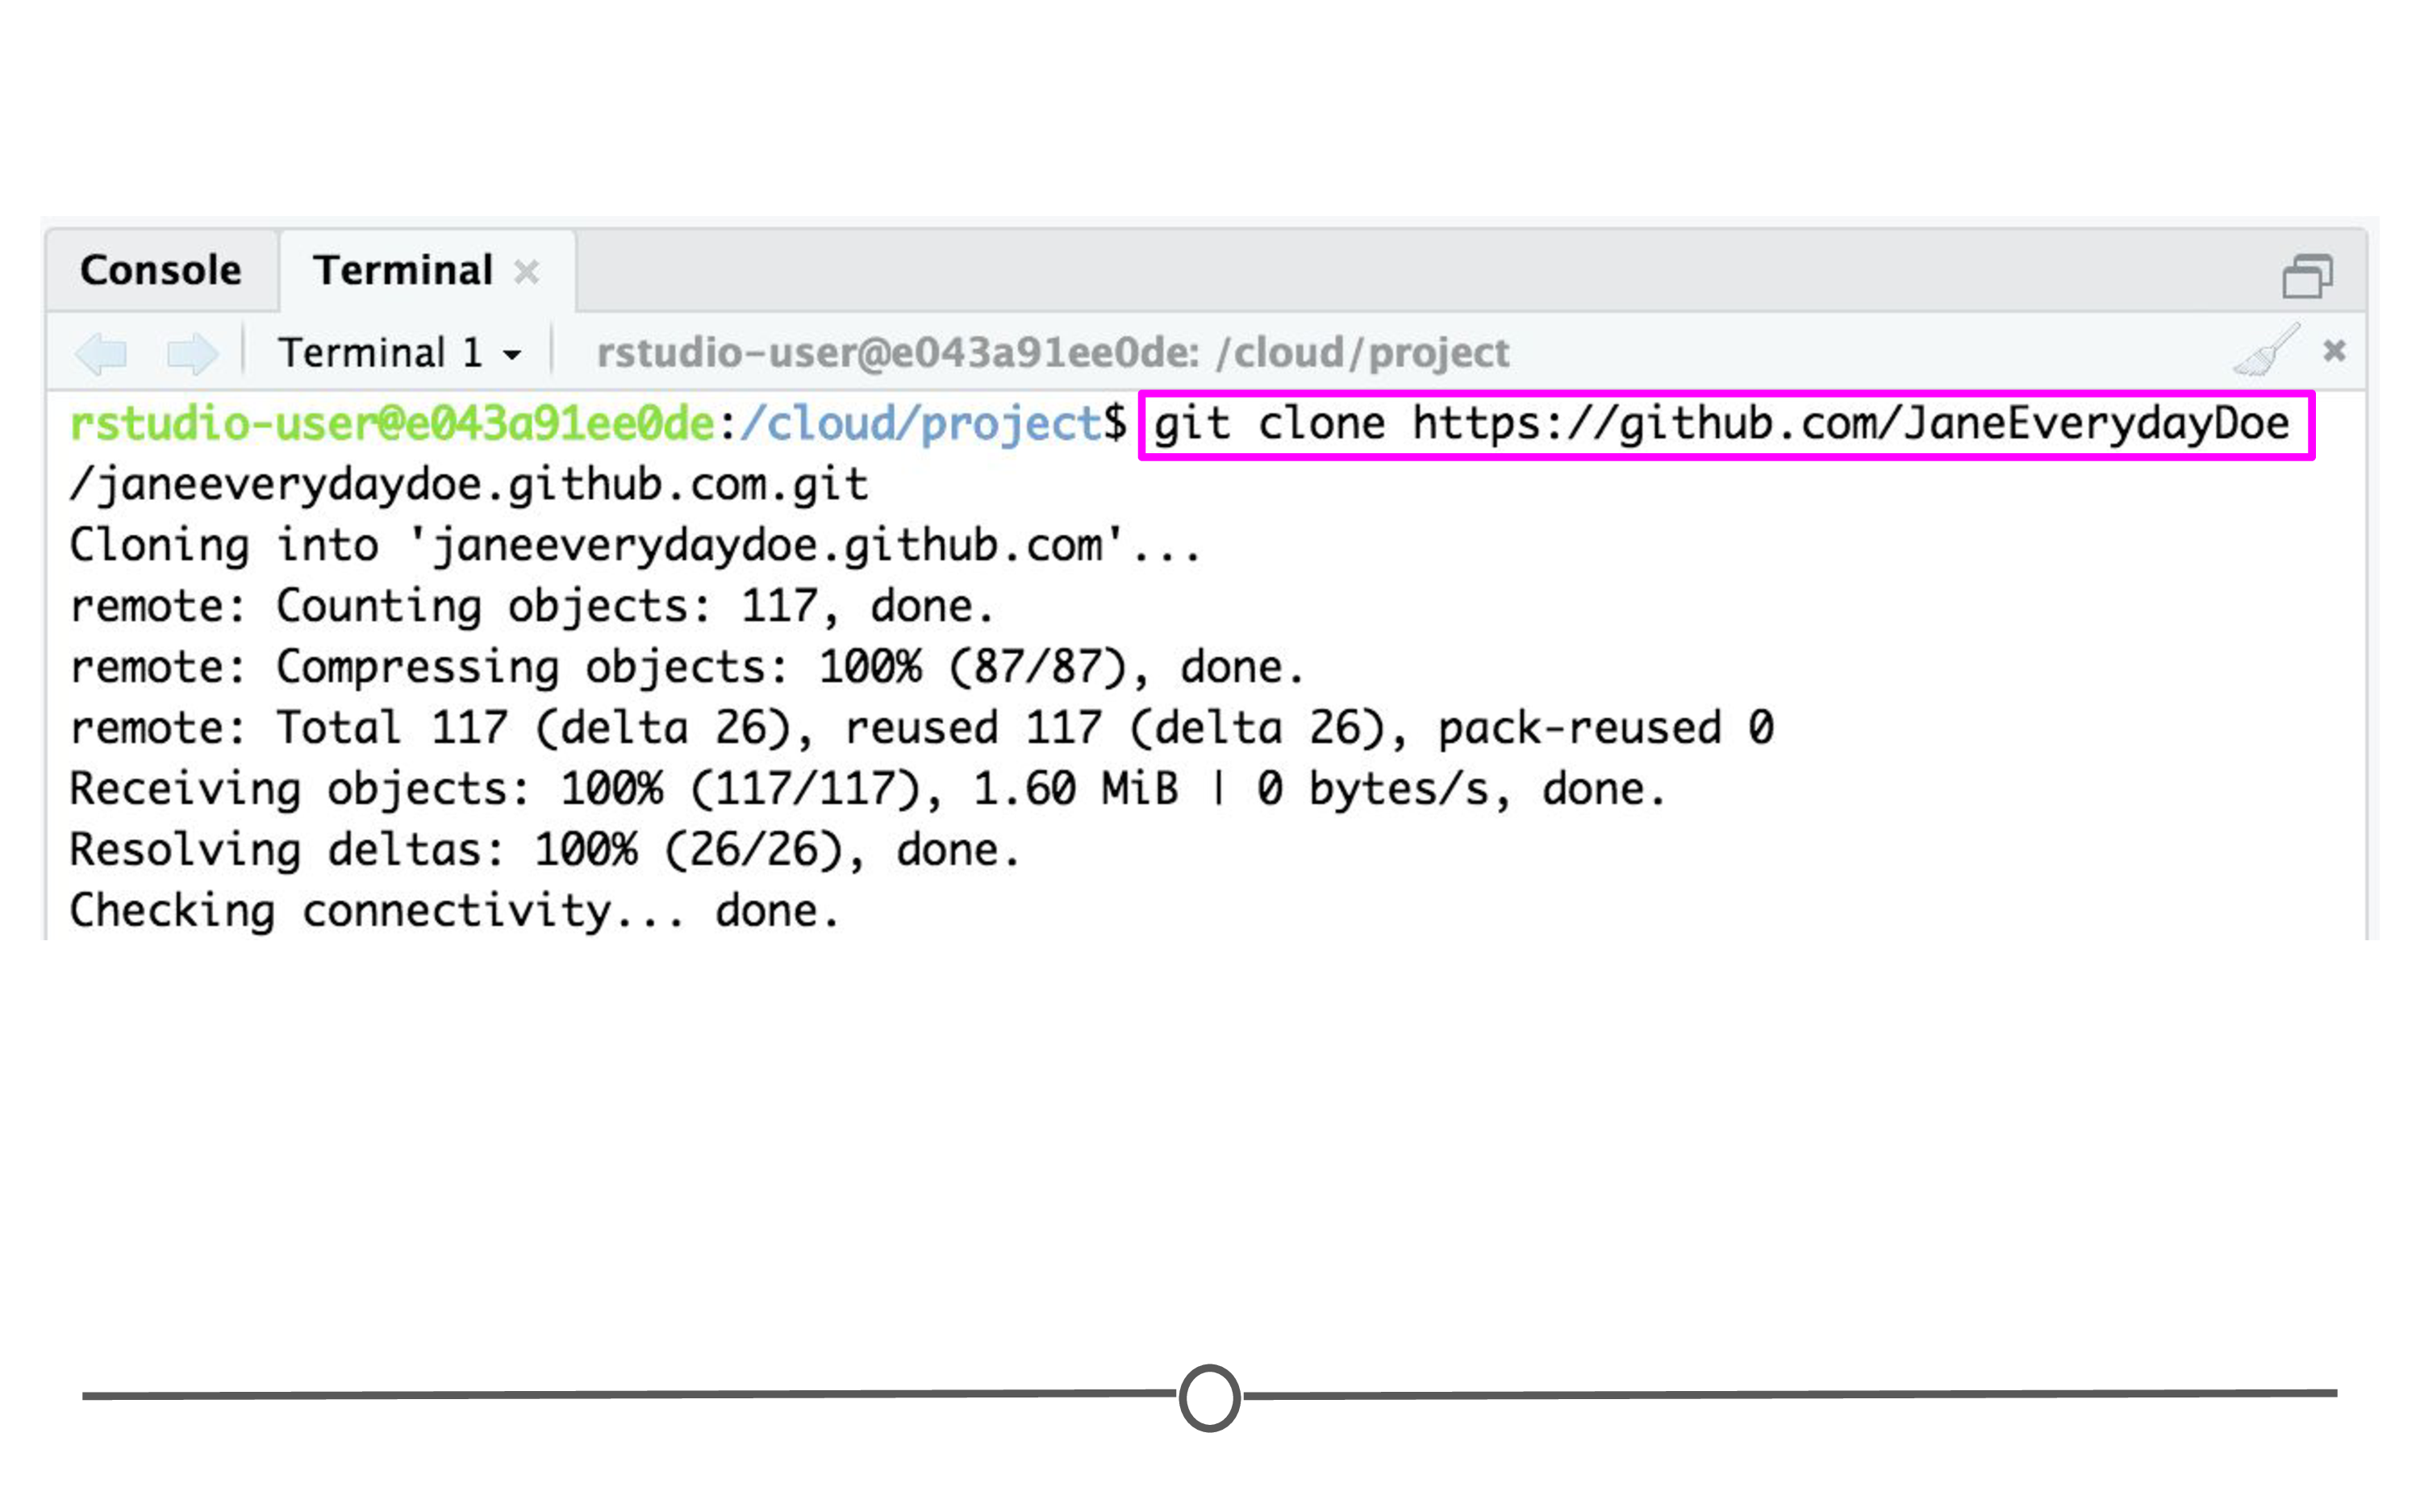 Console Terminal
Terminal 1 rstudio-user@e043a91ee0de: /cloud/project
rstudio-user@e043a91ee0de:/cloud/project$ git clone https://github.com/JaneEverydayDoe
/janeeverydaydoe.github.com.git
Cloning into 'janeeverydaydoe.github.com'...
remote: Counting objects: 117, done.
remote: Compressing objects: 100% (87/87), done.
remote: Total 117 (delta 26), reused 117 (delta 26), pack-reused 0
Receiving objects: 100% (117/117), 1.60 MiB | 0 bytes/s, done.
Resolving deltas: 100% (26/26), done.
Checking connectivity... done.